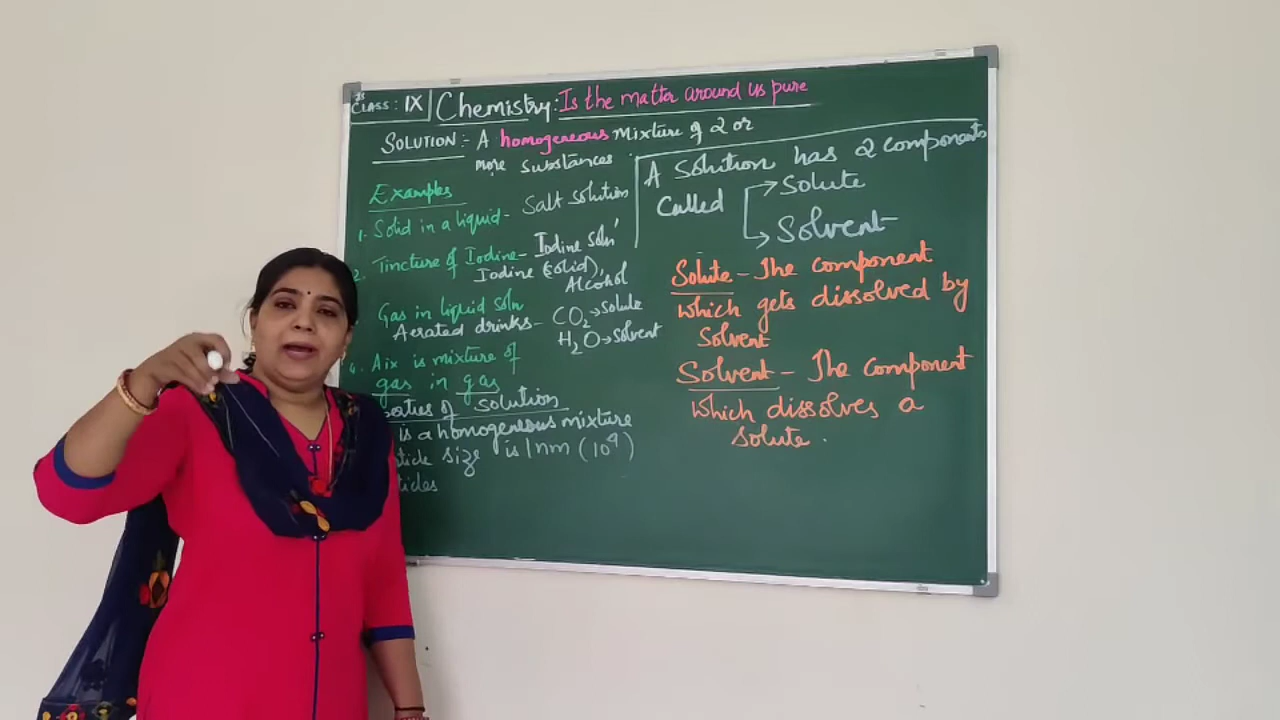 CLASS: IX Chemistry: Is the matter around us pure
SOLUTION:- A homogeneous mixture of 2 or
more substances
Examples
1. Solid in a liquid - Salt solution
2. Tincture of Iodine - Iodine Soln
Iodine (solid),
Alcohol
Gas in liquid soln
Aerated drinks - CO2 → Solute
H2O → Solvent
4. Air is mixture of
gas in gas
of solution
is a homogeneous mixture
size is 1nm
A Solution has 2 components
Called → Solute
→ Solvent
Solute - The component
which gets dissolved by
Solvent
Solvent - The component
which dissolves a
Solute.